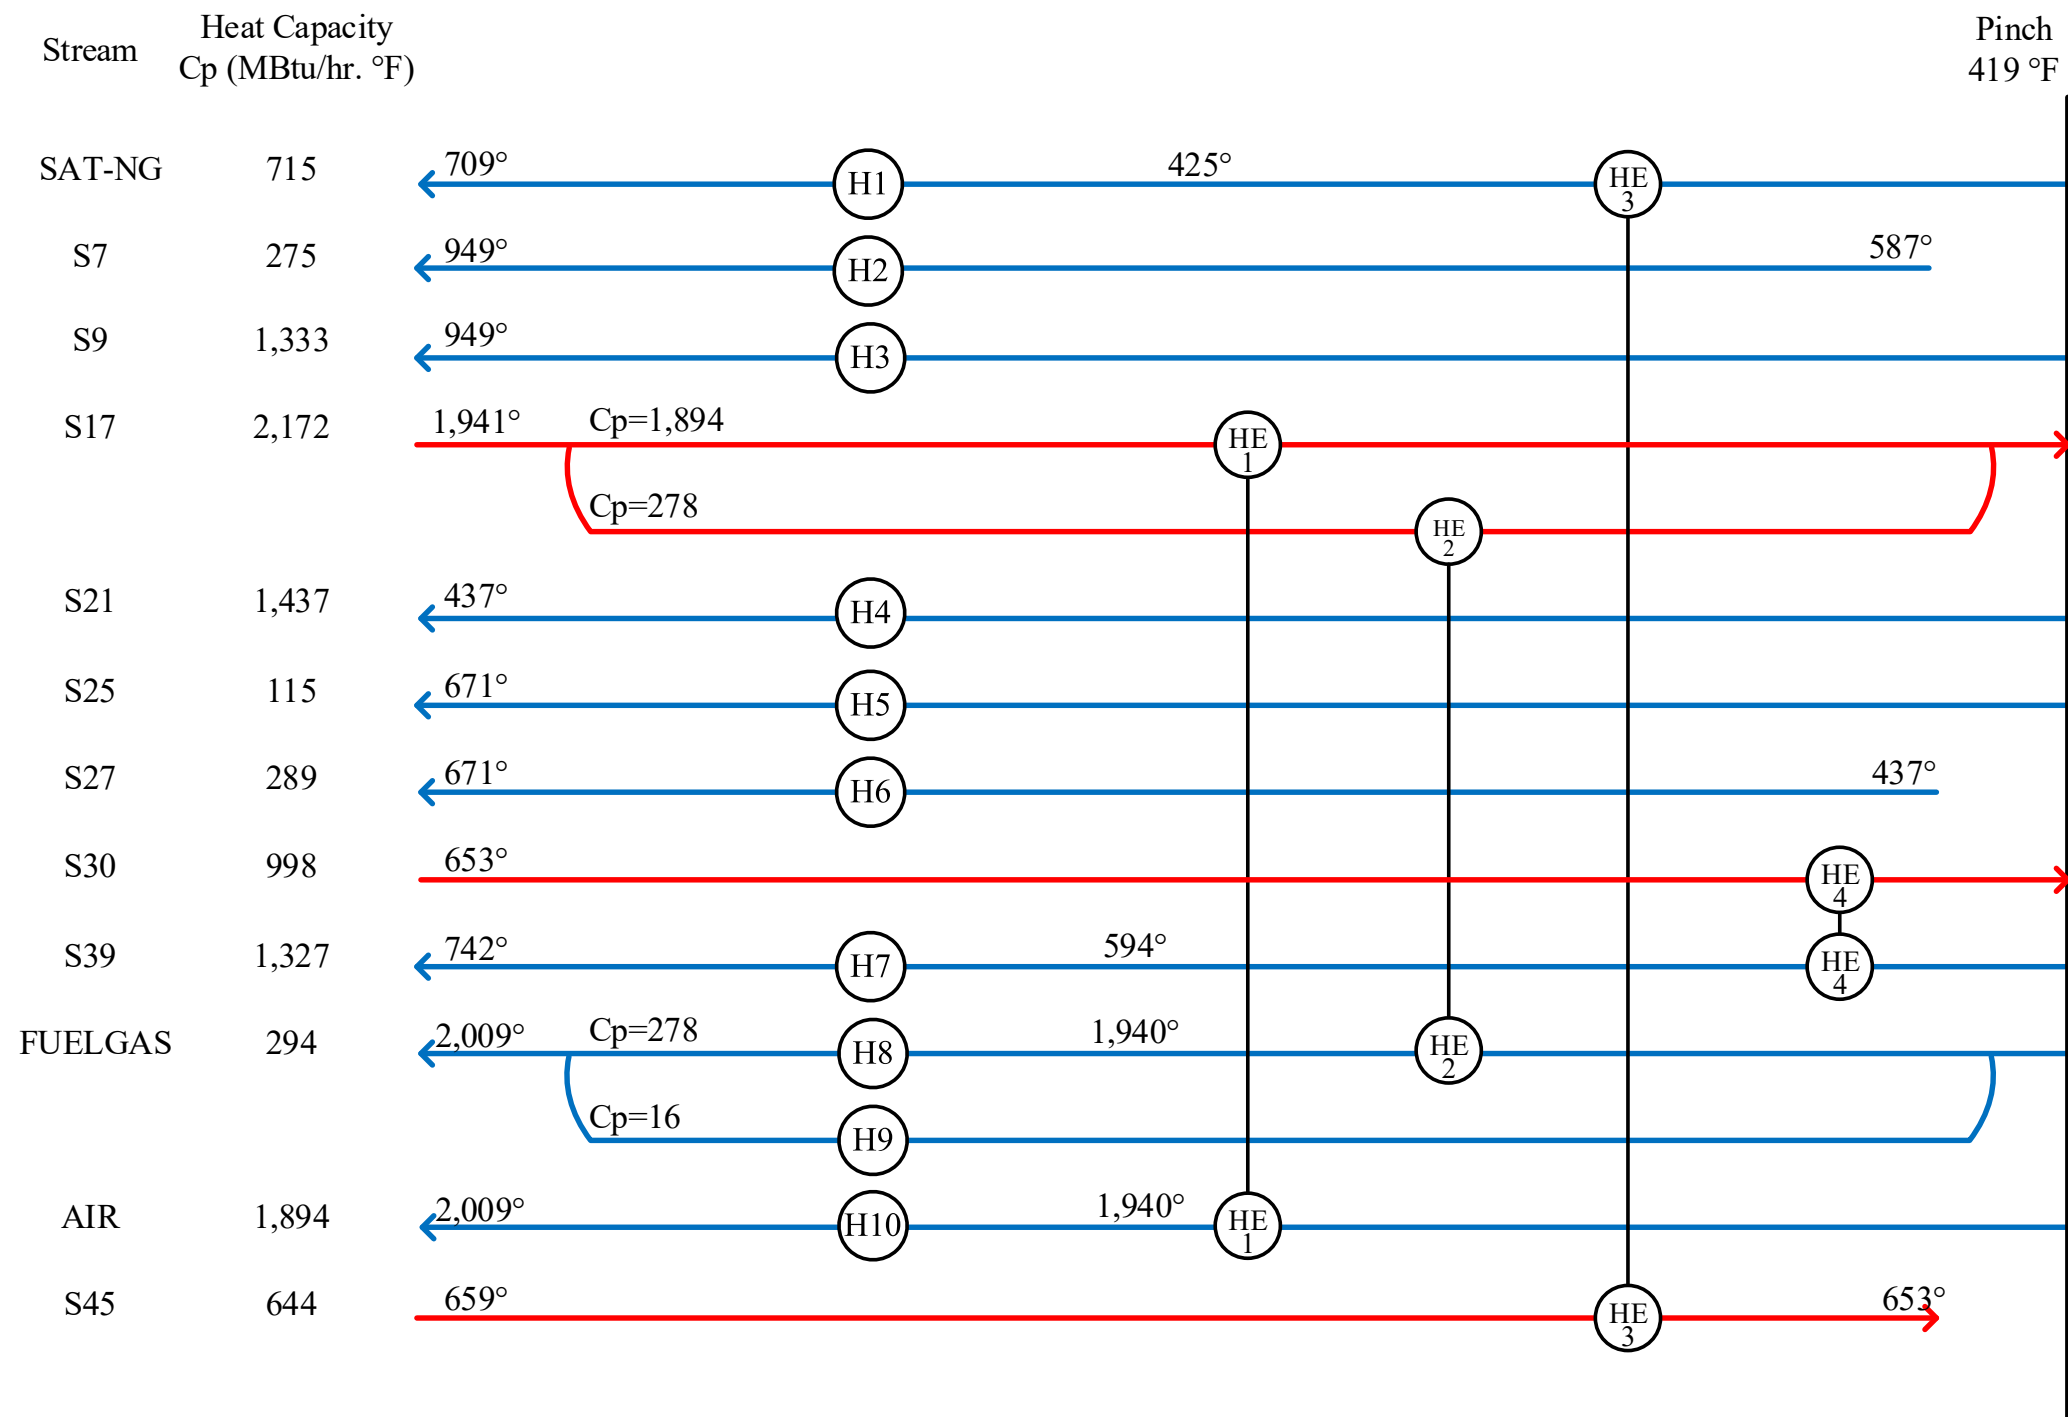 Stream
Heat Capacity
Cp (MBtu/hr. °F)
Pinch
419 °F
SAT-NG 715 709° H1 425° HE 3
S7 275 949° H2 587°
S9 1,333 949° H3
S17 2,172 1,941° Cp=1,894 HE 1
Cp=278 HE 2
S21 1,437 437° H4
S25 115 671° H5
S27 289 671° H6 437°
S30 998 653° HE 4
S39 1,327 742° H7 594° HE 4
FUELGAS 294 2,009° Cp=278 H8 1,940° HE 2
Cp=16 H9
AIR 1,894 2,009° H10 1,940° HE 1
S45 644 659° HE 3 653°